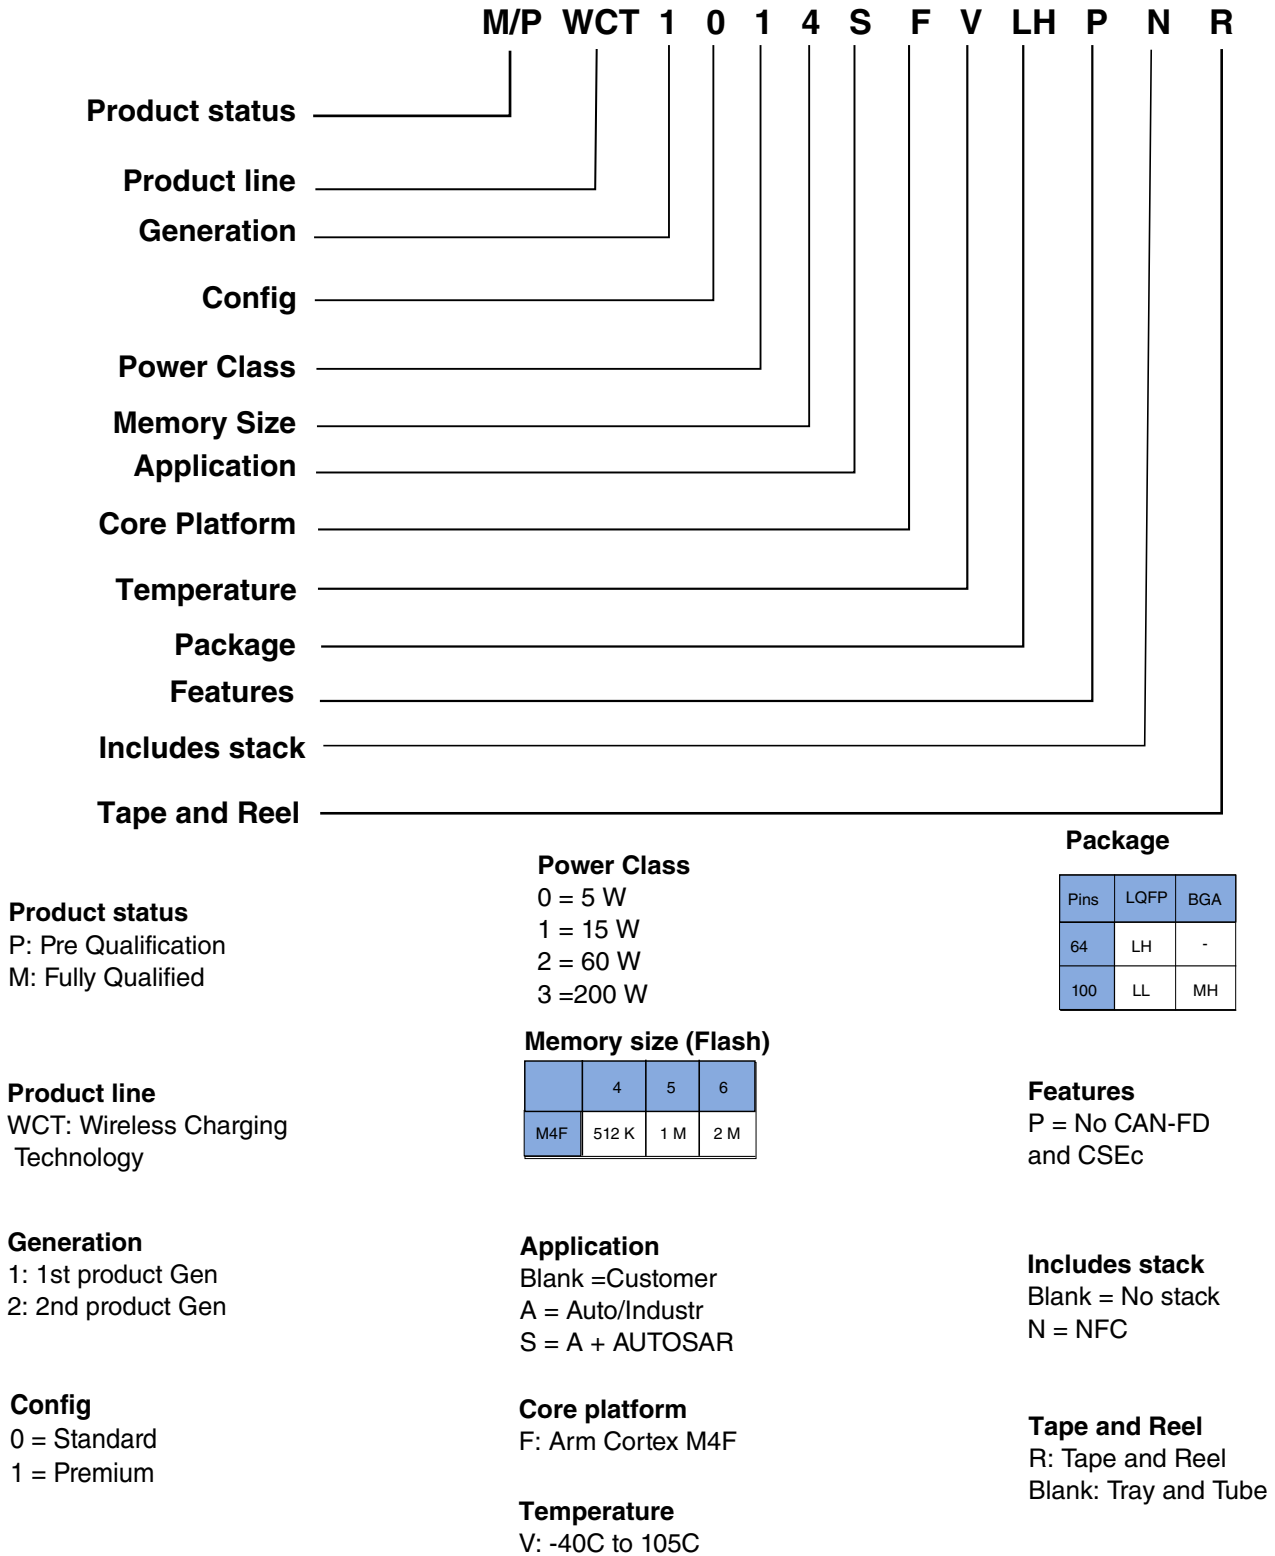 M/P WCT 1 0 1 4 S F V LH P N R
Product status
Product line
Generation
Config
Power Class
Memory Size
Application
Core Platform
Temperature
Package
Features
Includes stack
Tape and Reel
Product status
P: Pre Qualification
M: Fully Qualified
Product line
WCT: Wireless Charging
Technology
Generation
1: 1st product Gen
2: 2nd product Gen
Config
0 = Standard
1 = Premium
Power Class
0 = 5 W
1 = 15 W
2 = 60 W
3 =200 W
Memory size (Flash)
4 5 6
M4F 512 K 1 M 2 M
Application
Blank =Customer
A = Auto/Industr
S = A + AUTOSAR
Core platform
F: Arm Cortex M4F
Temperature
V: -40C to 105C
Package
Pins LQFP BGA
64 LH -
100 LL MH
Features
P = No CAN-FD
and CSEc
Includes stack
Blank = No stack
N = NFC
Tape and Reel
R: Tape and Reel
Blank: Tray and Tube